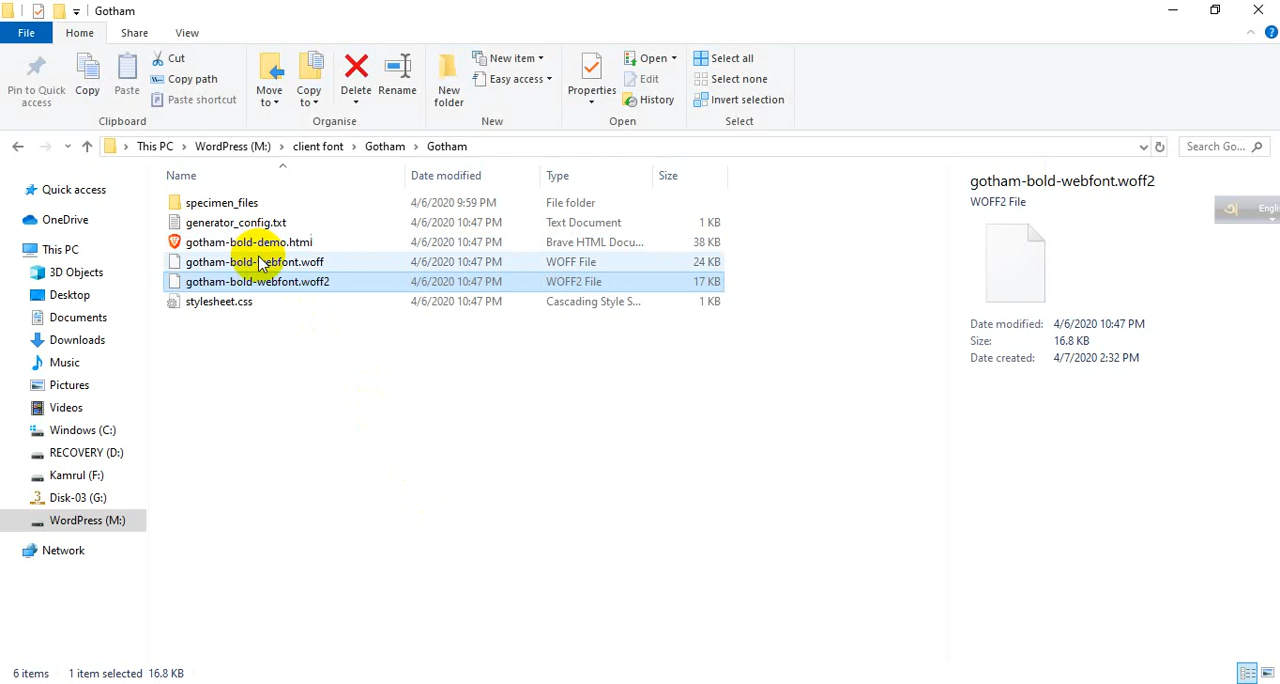 Gotham
File Home Share View
Pin to Quick access
Copy
Paste
Cut
Copy path
Paste shortcut
Clipboard
Move to
Copy to
Delete
Rename
Organise
New folder
New item
Easy access
New
Properties
Open
Edit
History
Open
Select all
Select none
Invert selection
Select
This PC > WordPress (M:) > client font > Gotham > Gotham
Search Go...
Quick access
OneDrive
This PC
3D Objects
Desktop
Documents
Downloads
Music
Pictures
Videos
Windows (C:)
RECOVERY (D:)
Kamrul (F:)
Disk-03 (G:)
WordPress (M:)
Network
Name Date modified Type Size
specimen_files 4/6/2020 9:59 PM File folder
generator_config.txt 4/6/2020 10:47 PM Text Document 1 KB
gotham-bold-demo.html 4/6/2020 10:47 PM Brave HTML Docu... 38 KB
gotham-bold-webfont.woff 4/6/2020 10:47 PM WOFF File 24 KB
gotham-bold-webfont.woff2 4/6/2020 10:47 PM WOFF2 File 17 KB
stylesheet.css 4/6/2020 10:47 PM Cascading Style S... 1 KB
gotham-bold-webfont.woff2
WOFF2 File
Date modified: 4/6/2020 10:47 PM
Size: 16.8 KB
Date created: 4/7/2020 2:32 PM
Engli
6 items 1 item selected 16.8 KB